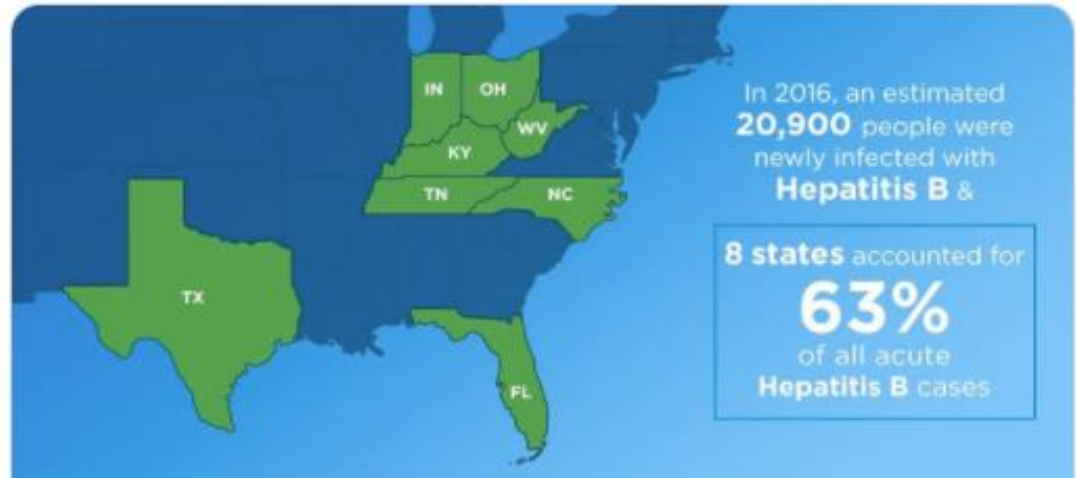 IN OH
WV
KY
TN NC
TX
FL
In 2016, an estimated
20,900 people were
newly infected with
Hepatitis B &
8 states accounted for
63%
of all acute
Hepatitis B cases